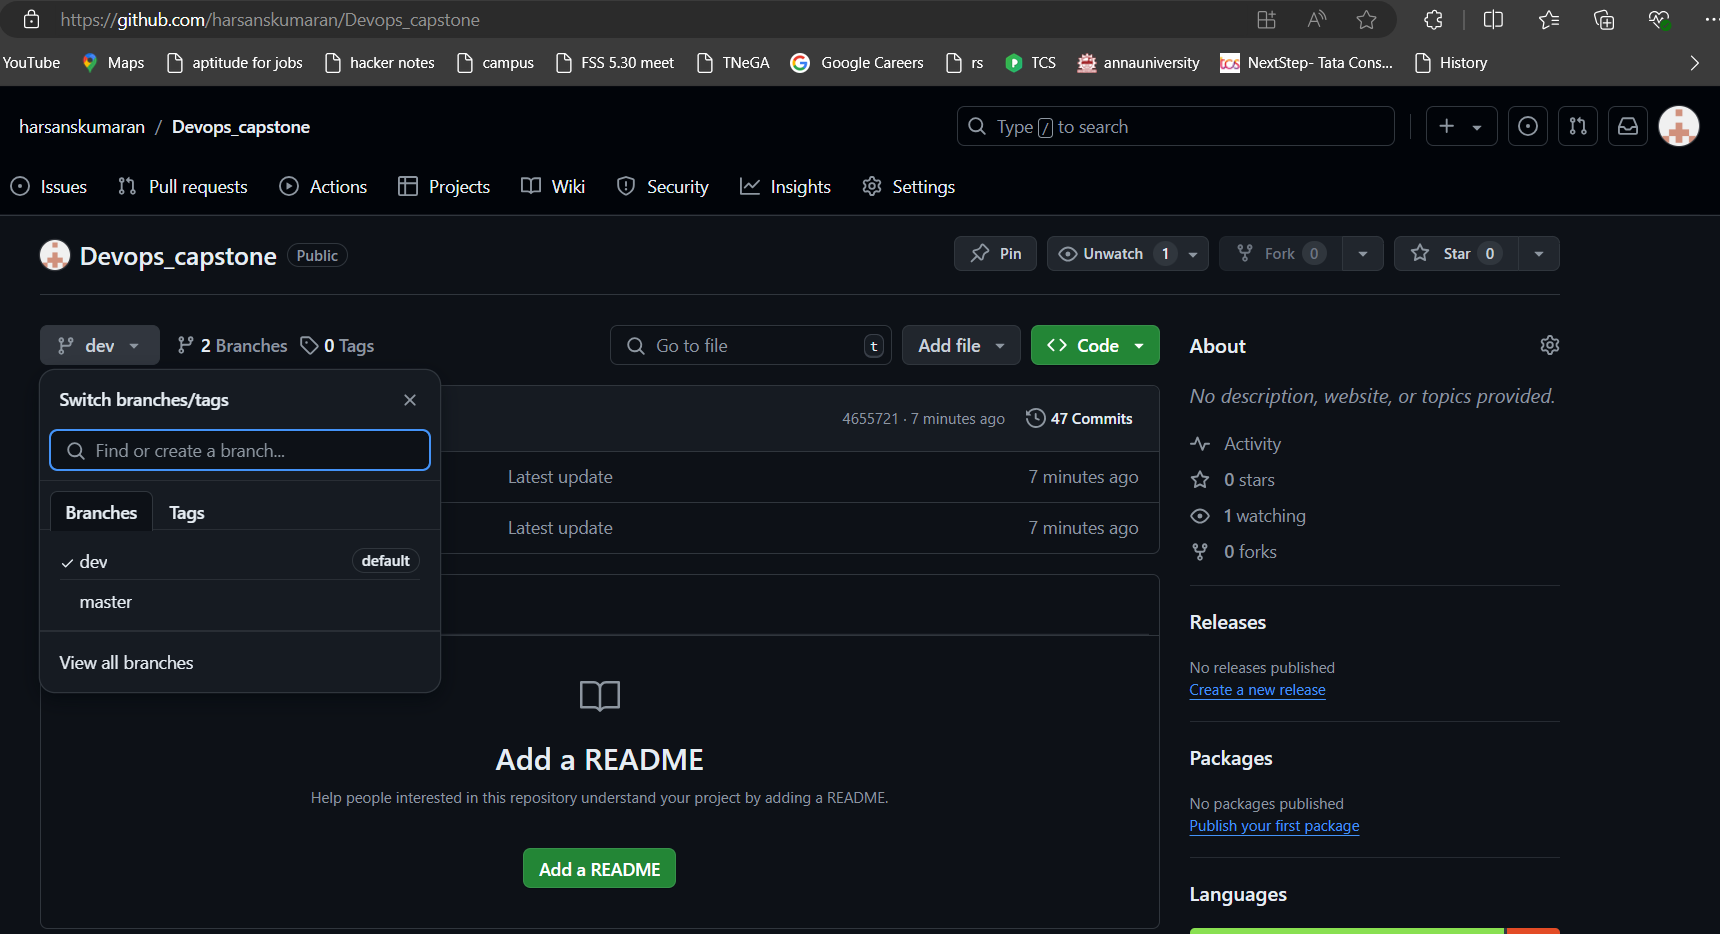 https://github.com/harsanskumaran/Devops_capstone
YouTube Maps aptitude for jobs hacker notes campus FSS 5.30 meet TNeGA Google Careers rs TCS annauniversity NextStep- Tata Cons... History
harsanskumaran / Devops_capstone Type / to search
Issues Pull requests Actions Projects Wiki Security Insights Settings
Devops_capstone Public Pin Unwatch 1 Fork 0 Star 0
dev 2 Branches 0 Tags Go to file t Add file Code
Switch branches/tags
Find or create a branch...
Branches Tags
dev default
master
View all branches
4655721 · 7 minutes ago 47 Commits
Latest update 7 minutes ago
Latest update 7 minutes ago
Add a README
Help people interested in this repository understand your project by adding a README.
Add a README
About
No description, website, or topics provided.
Activity
0 stars
1 watching
0 forks
Releases
No releases published
Create a new release
Packages
No packages published
Publish your first package
Languages